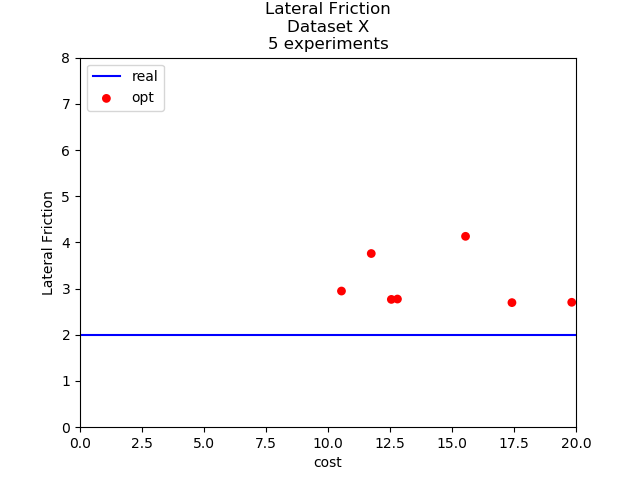 Lateral Friction
Dataset X
5 experiments
real
opt
8
7
6
5
4
3
2
1
0
Lateral Friction
0.0 2.5 5.0 7.5 10.0 12.5 15.0 17.5 20.0
cost